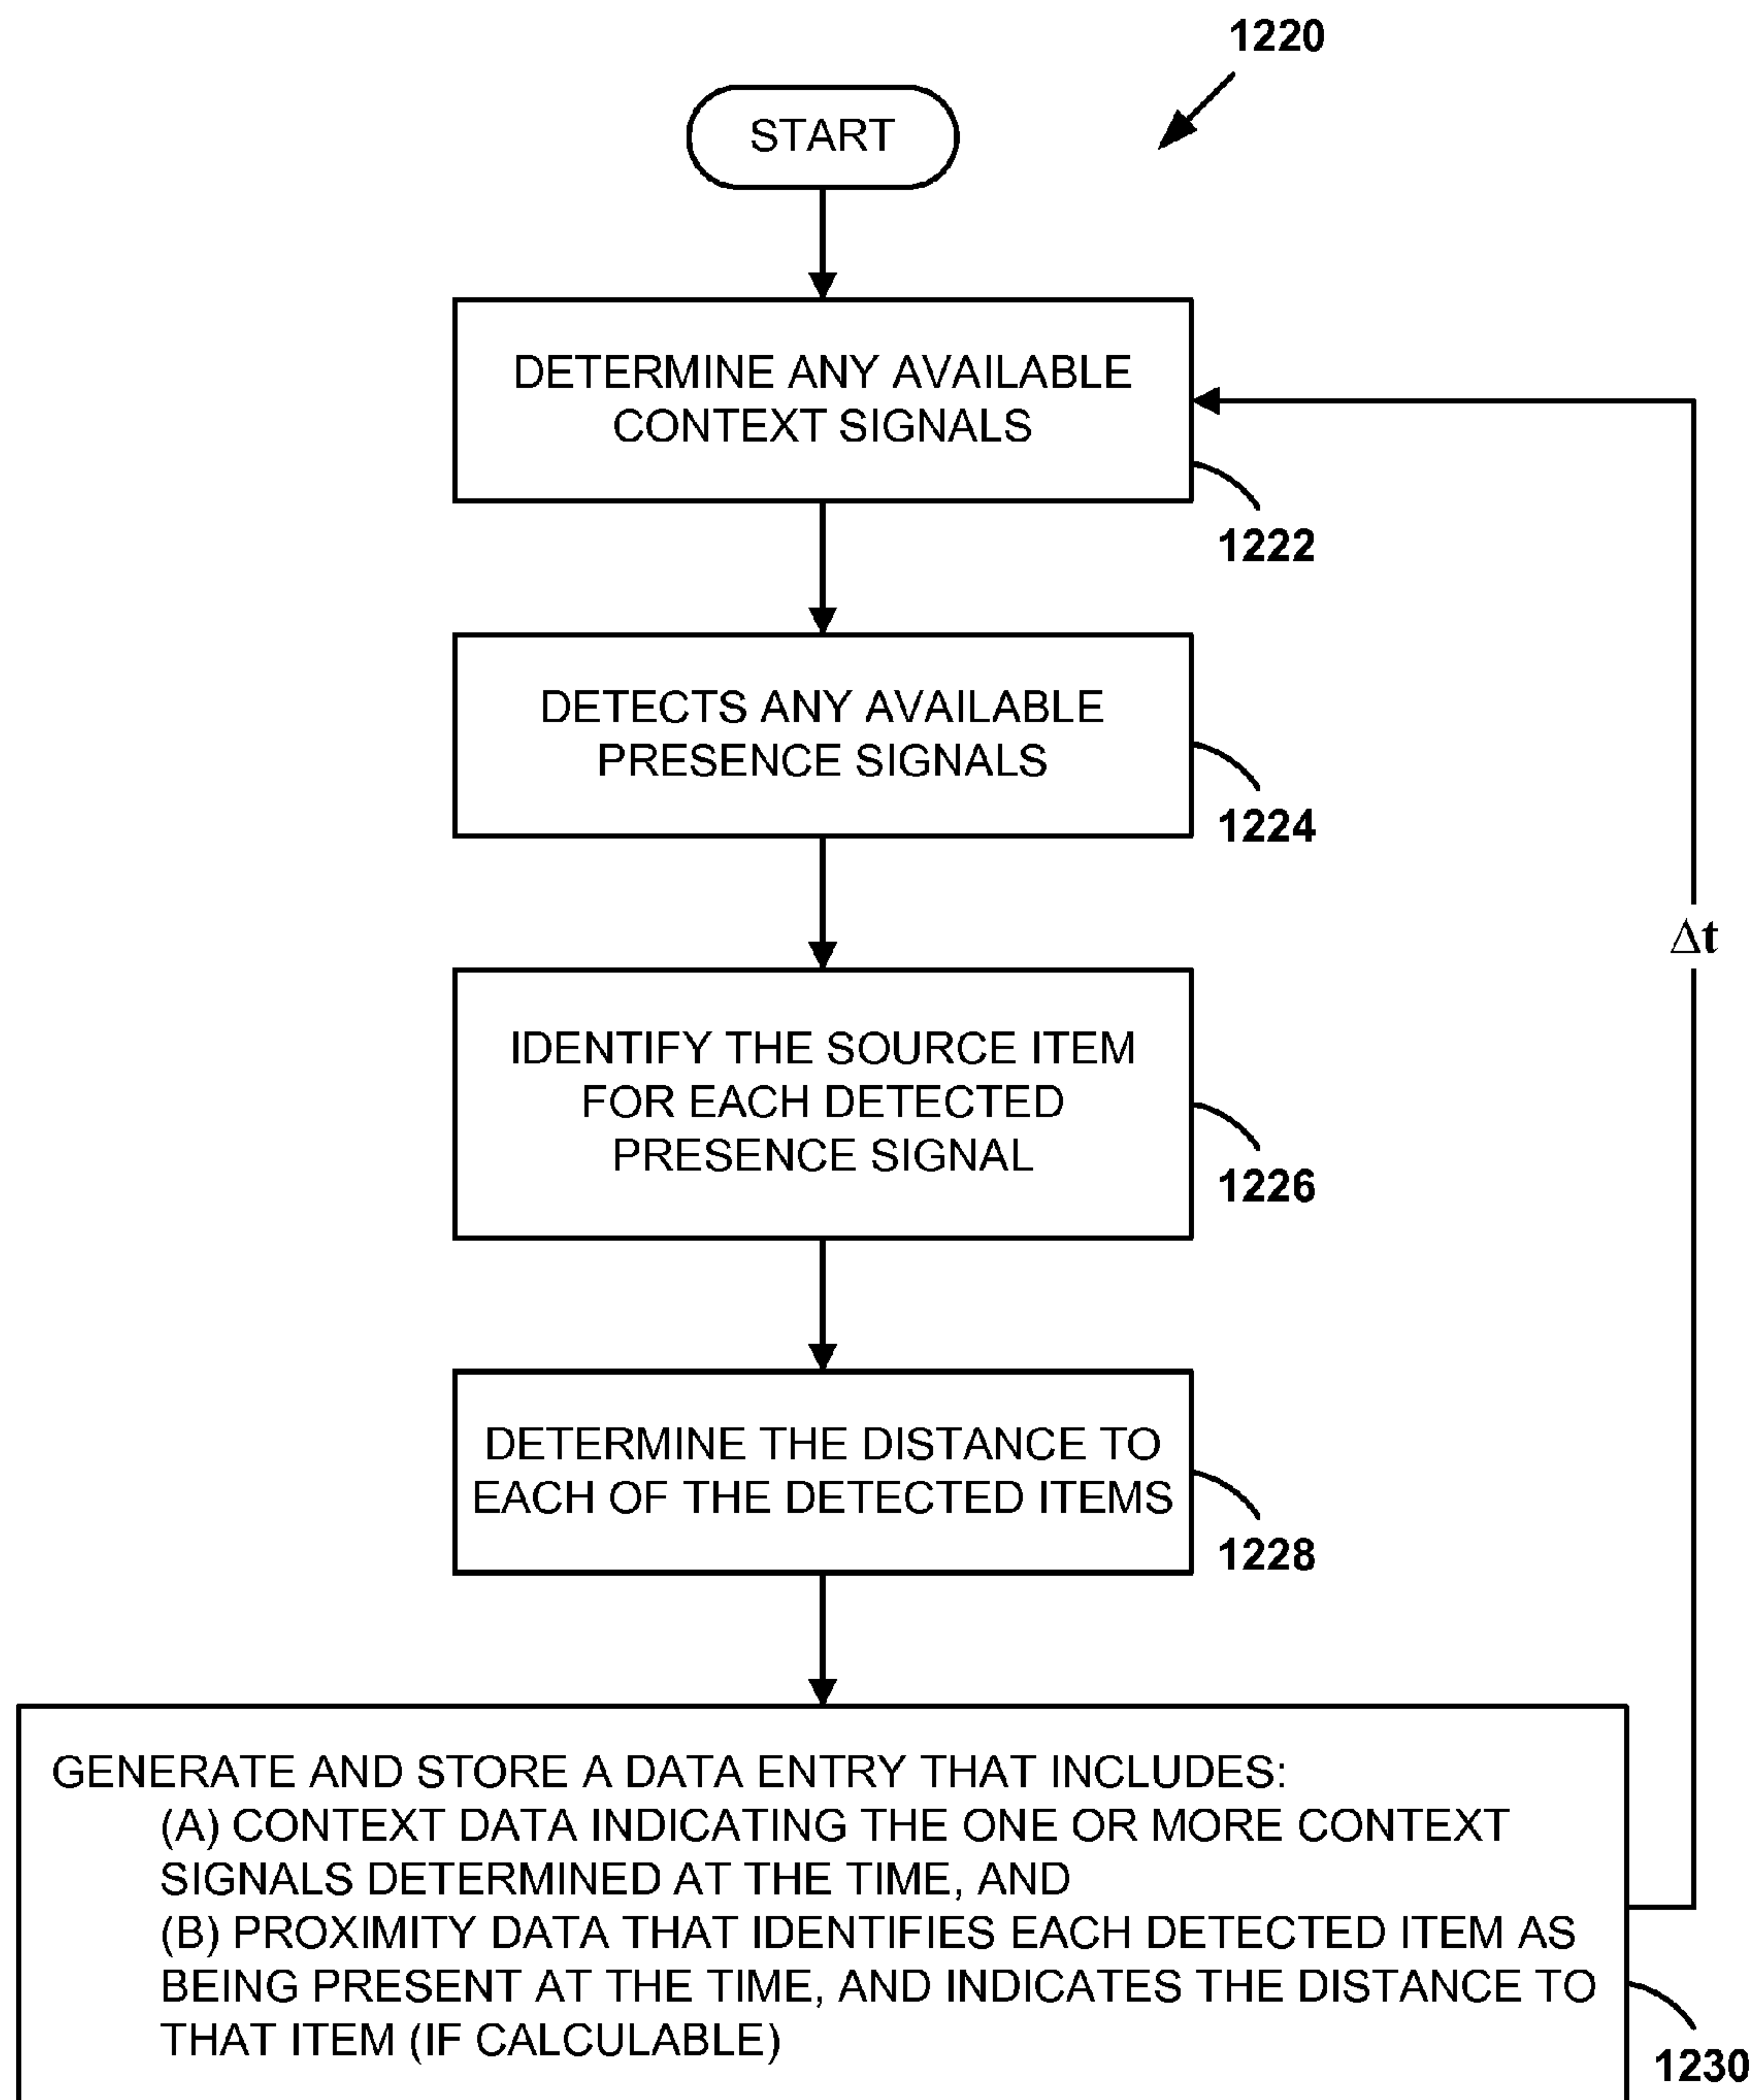 1220
START
DETERMINE ANY AVAILABLE
CONTEXT SIGNALS
1222
DETECTS ANY AVAILABLE
PRESENCE SIGNALS
1224
Δt
IDENTIFY THE SOURCE ITEM
FOR EACH DETECTED
PRESENCE SIGNAL
1226
DETERMINE THE DISTANCE TO
EACH OF THE DETECTED ITEMS
1228
GENERATE AND STORE A DATA ENTRY THAT INCLUDES:
(A) CONTEXT DATA INDICATING THE ONE OR MORE CONTEXT
SIGNALS DETERMINED AT THE TIME, AND
(B) PROXIMITY DATA THAT IDENTIFIES EACH DETECTED ITEM AS
BEING PRESENT AT THE TIME, AND INDICATES THE DISTANCE TO
THAT ITEM (IF CALCULABLE)
1230